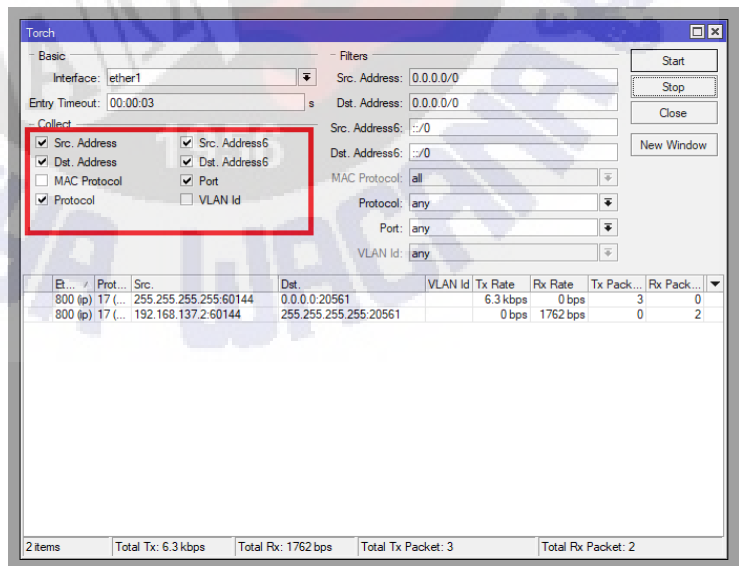 Torch
Basic
Interface: ether1
Entry Timeout: 00:00:03 s
Collect
Src. Address Src. Address6
Dst. Address Dst. Address6
MAC Protocol Port
Protocol VLAN Id
Filters
Src. Address: 0.0.0.0/0
Dst. Address: 0.0.0.0/0
Src. Address6: ::/0
Dst. Address6: ::/0
MAC Protocol: all
Protocol: any
Port: any
VLAN Id: any
Start
Stop
Close
New Window
Et... Prot... Src. Dst. VLAN Id Tx Rate Rx Rate Tx Pack... Rx Pack...
800 (ip) 17 (... 255.255.255.255:60144 0.0.0.0:20561 6.3 kbps 0 bps 3 0
800 (ip) 17 (... 192.168.137.2:60144 255.255.255.255:20561 0 bps 1762 bps 0 2
2 items Total Tx: 6.3 kbps Total Rx: 1762 bps Total Tx Packet: 3 Total Rx Packet: 2
WACANA
1956